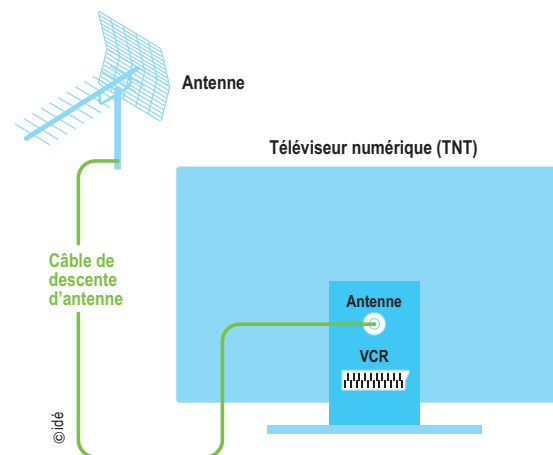 Antenne
Téléviseur numérique (TNT)
Câble de
descente
d'antenne
Antenne
VCR
© idé